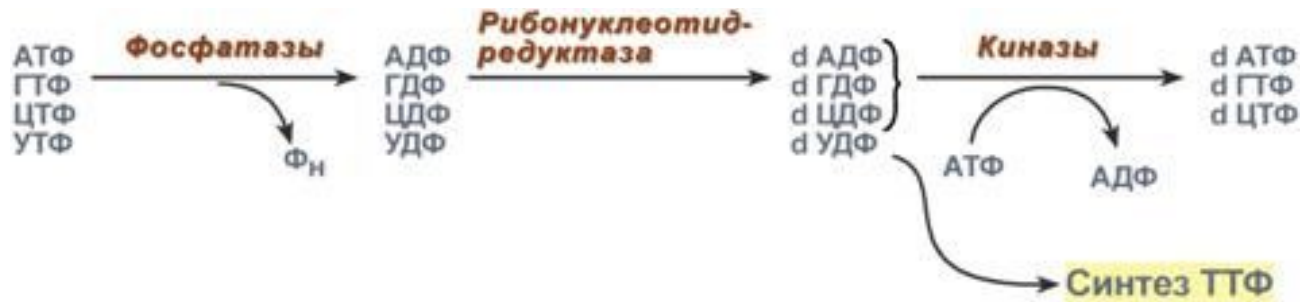 Фосфатазы
Рибонуклеотид-
редуктаза
Киназы
АТФ
ГТФ
ЦТФ
УТФ
Фн
АДФ
ГДФ
ЦДФ
УДФ
d АДФ
d ГДФ
d ЦДФ
d УДФ
АТФ
АДФ
d АТФ
d ГТФ
d ЦТФ
Синтез ТТФ